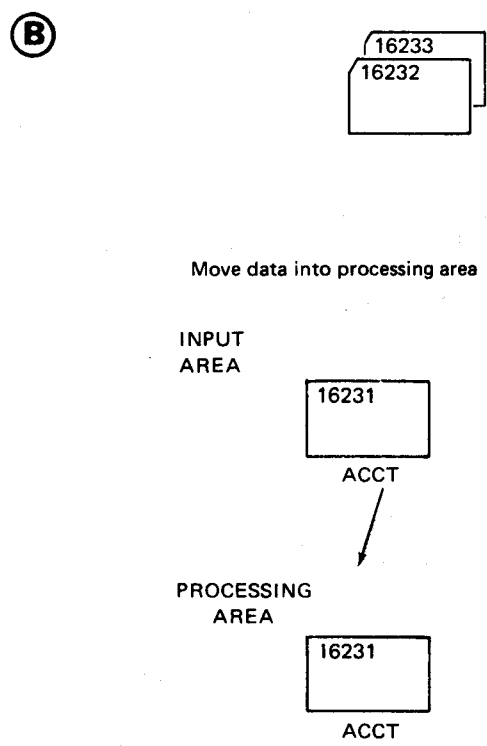 B
16233
16232
Move data into processing area
INPUT
AREA
16231
ACCT
PROCESSING
AREA
16231
ACCT